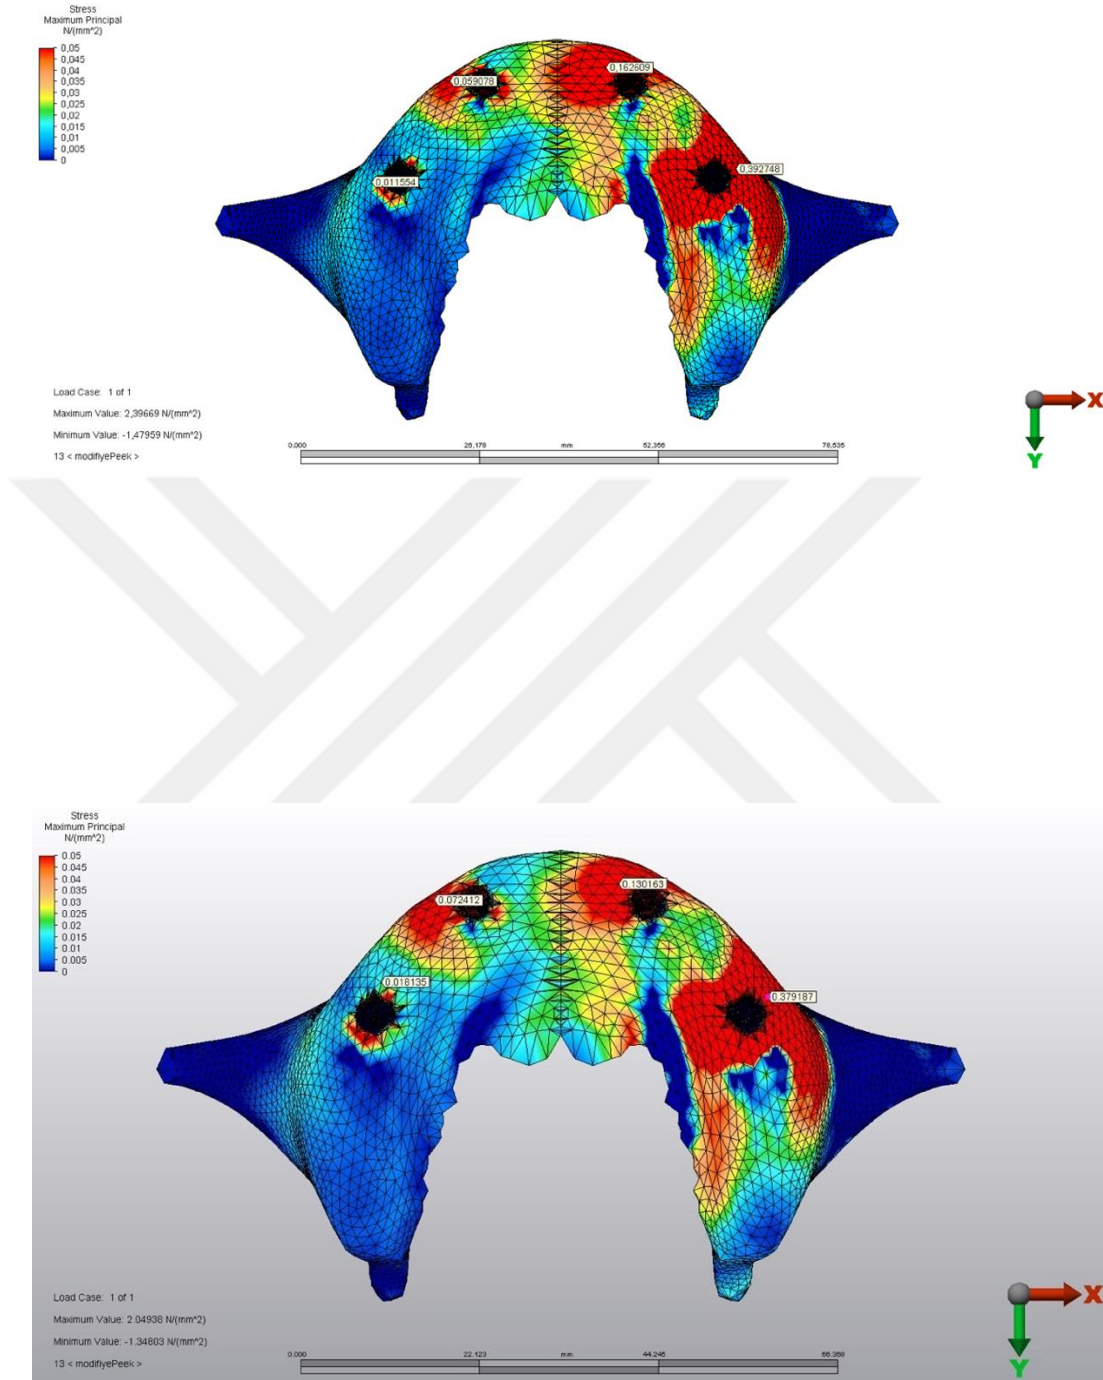 Stress
Maximum Principal
N/(mm^2)
0,05
0,045
0,04
0,035
0,03
0,025
0,02
0,015
0,01
0,005
0
0,059078
0,162609
0,011554
0,392748
Load Case: 1 of 1
Maximum Value: 2,39669 N/(mm^2)
Minimum Value: -1,47959 N/(mm^2)
13 < modifiyePeek >
0,000 26,178 mm 52,356 78,535
X
Y
Stress
Maximum Principal
N/(mm^2)
0.05
0.045
0.04
0.035
0.03
0.025
0.02
0.015
0.01
0.005
0
0.072412
0.130163
0.018135
0.379187
Load Case: 1 of 1
Maximum Value: 2.04938 N/(mm^2)
Minimum Value: -1.34803 N/(mm^2)
13 < modifiyePeek >
0.000 22.123 mm 44.246 66.368
X
Y